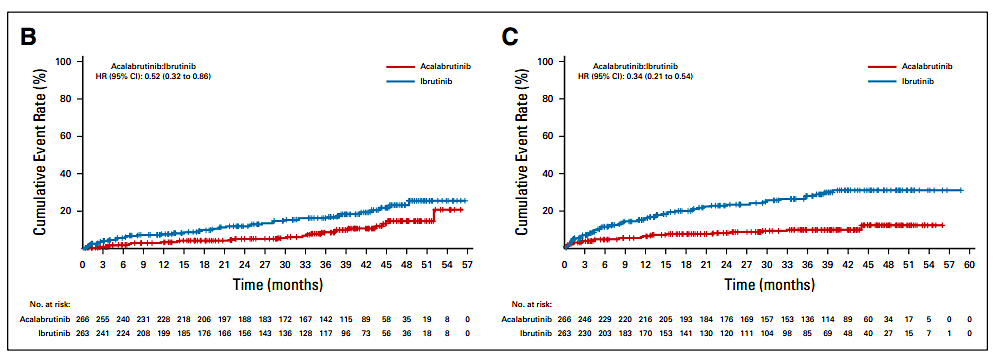 B
Acalabrutinib:Ibrutinib
HR (95% CI): 0.52 (0.32 to 0.86)
Acalabrutinib
Ibrutinib
Cumulative Event Rate (%)
100
80
60
40
20
0 3 6 9 12 15 18 21 24 27 30 33 36 39 42 45 48 51 54 57
Time (months)
No. at risk:
Acalabrutinib 266 255 240 231 228 218 206 197 188 183 172 167 142 115 89 58 35 19 8 0
Ibrutinib 263 241 224 208 199 185 176 166 156 143 136 128 117 96 73 56 36 18 8 0
C
Acalabrutinib:Ibrutinib
HR (95% CI): 0.34 (0.21 to 0.54)
Acalabrutinib
Ibrutinib
Cumulative Event Rate (%)
100
80
60
40
20
0 3 6 9 12 15 18 21 24 27 30 33 36 39 42 45 48 51 54 57 60
Time (months)
No. at risk:
Acalabrutinib 266 246 229 220 216 205 193 184 176 169 157 153 136 114 89 60 34 17 5 0 0
Ibrutinib 263 230 203 183 170 153 141 130 120 111 104 98 85 69 48 40 27 15 7 1 0